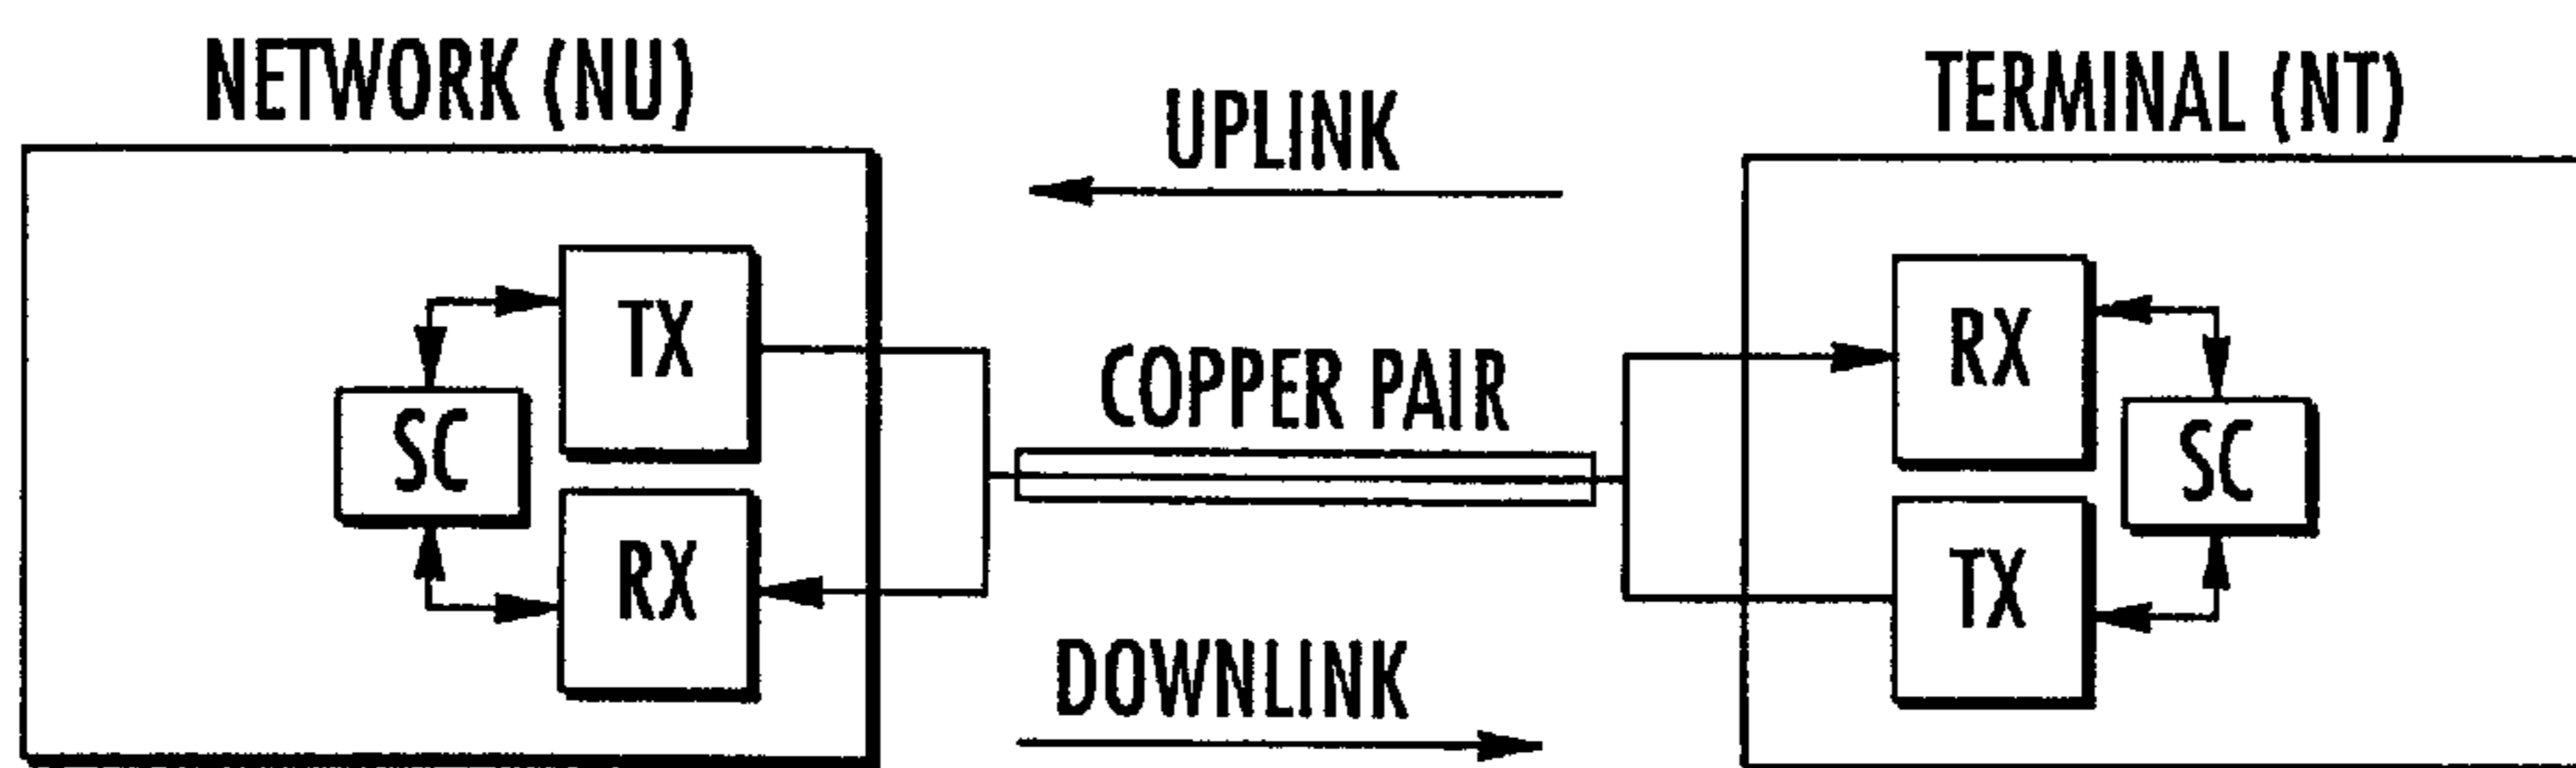 NETWORK (NU)
UPLINK
TERMINAL (NT)
TX
SC
RX
COPPER PAIR
RX
SC
TX
DOWNLINK